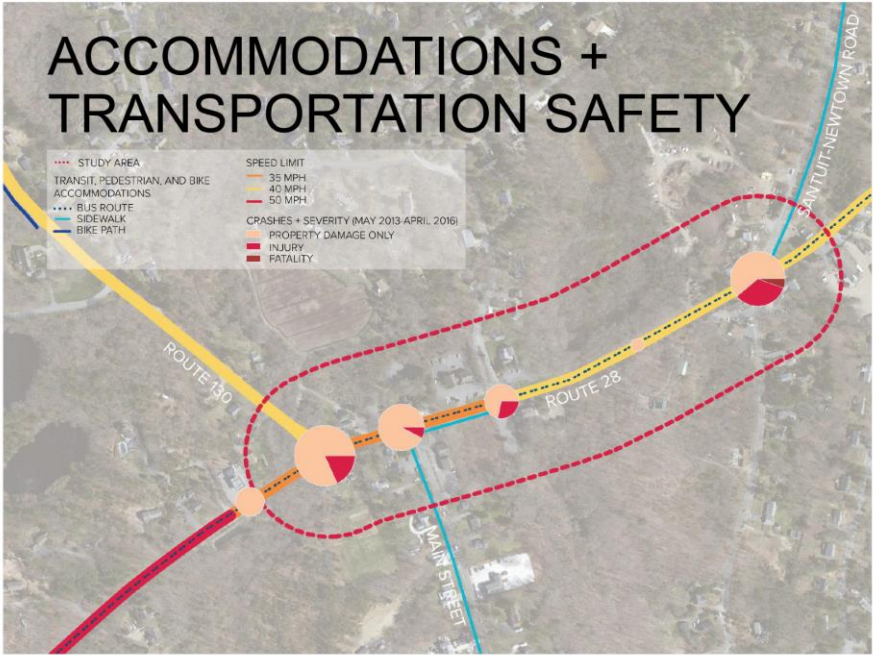 ACCOMMODATIONS +
TRANSPORTATION SAFETY
STUDY AREA
TRANSIT, PEDESTRIAN, AND BIKE
ACCOMMODATIONS
BUS ROUTE
SIDEWALK
BIKE PATH
SPEED LIMIT
35 MPH
40 MPH
50 MPH
CRASHES + SEVERITY (MAY 2013-APRIL 2016)
PROPERTY DAMAGE ONLY
INJURY
FATALITY
SANTUIT-NEWTOWN ROAD
ROUTE 130
ROUTE 28
MAIN STREET